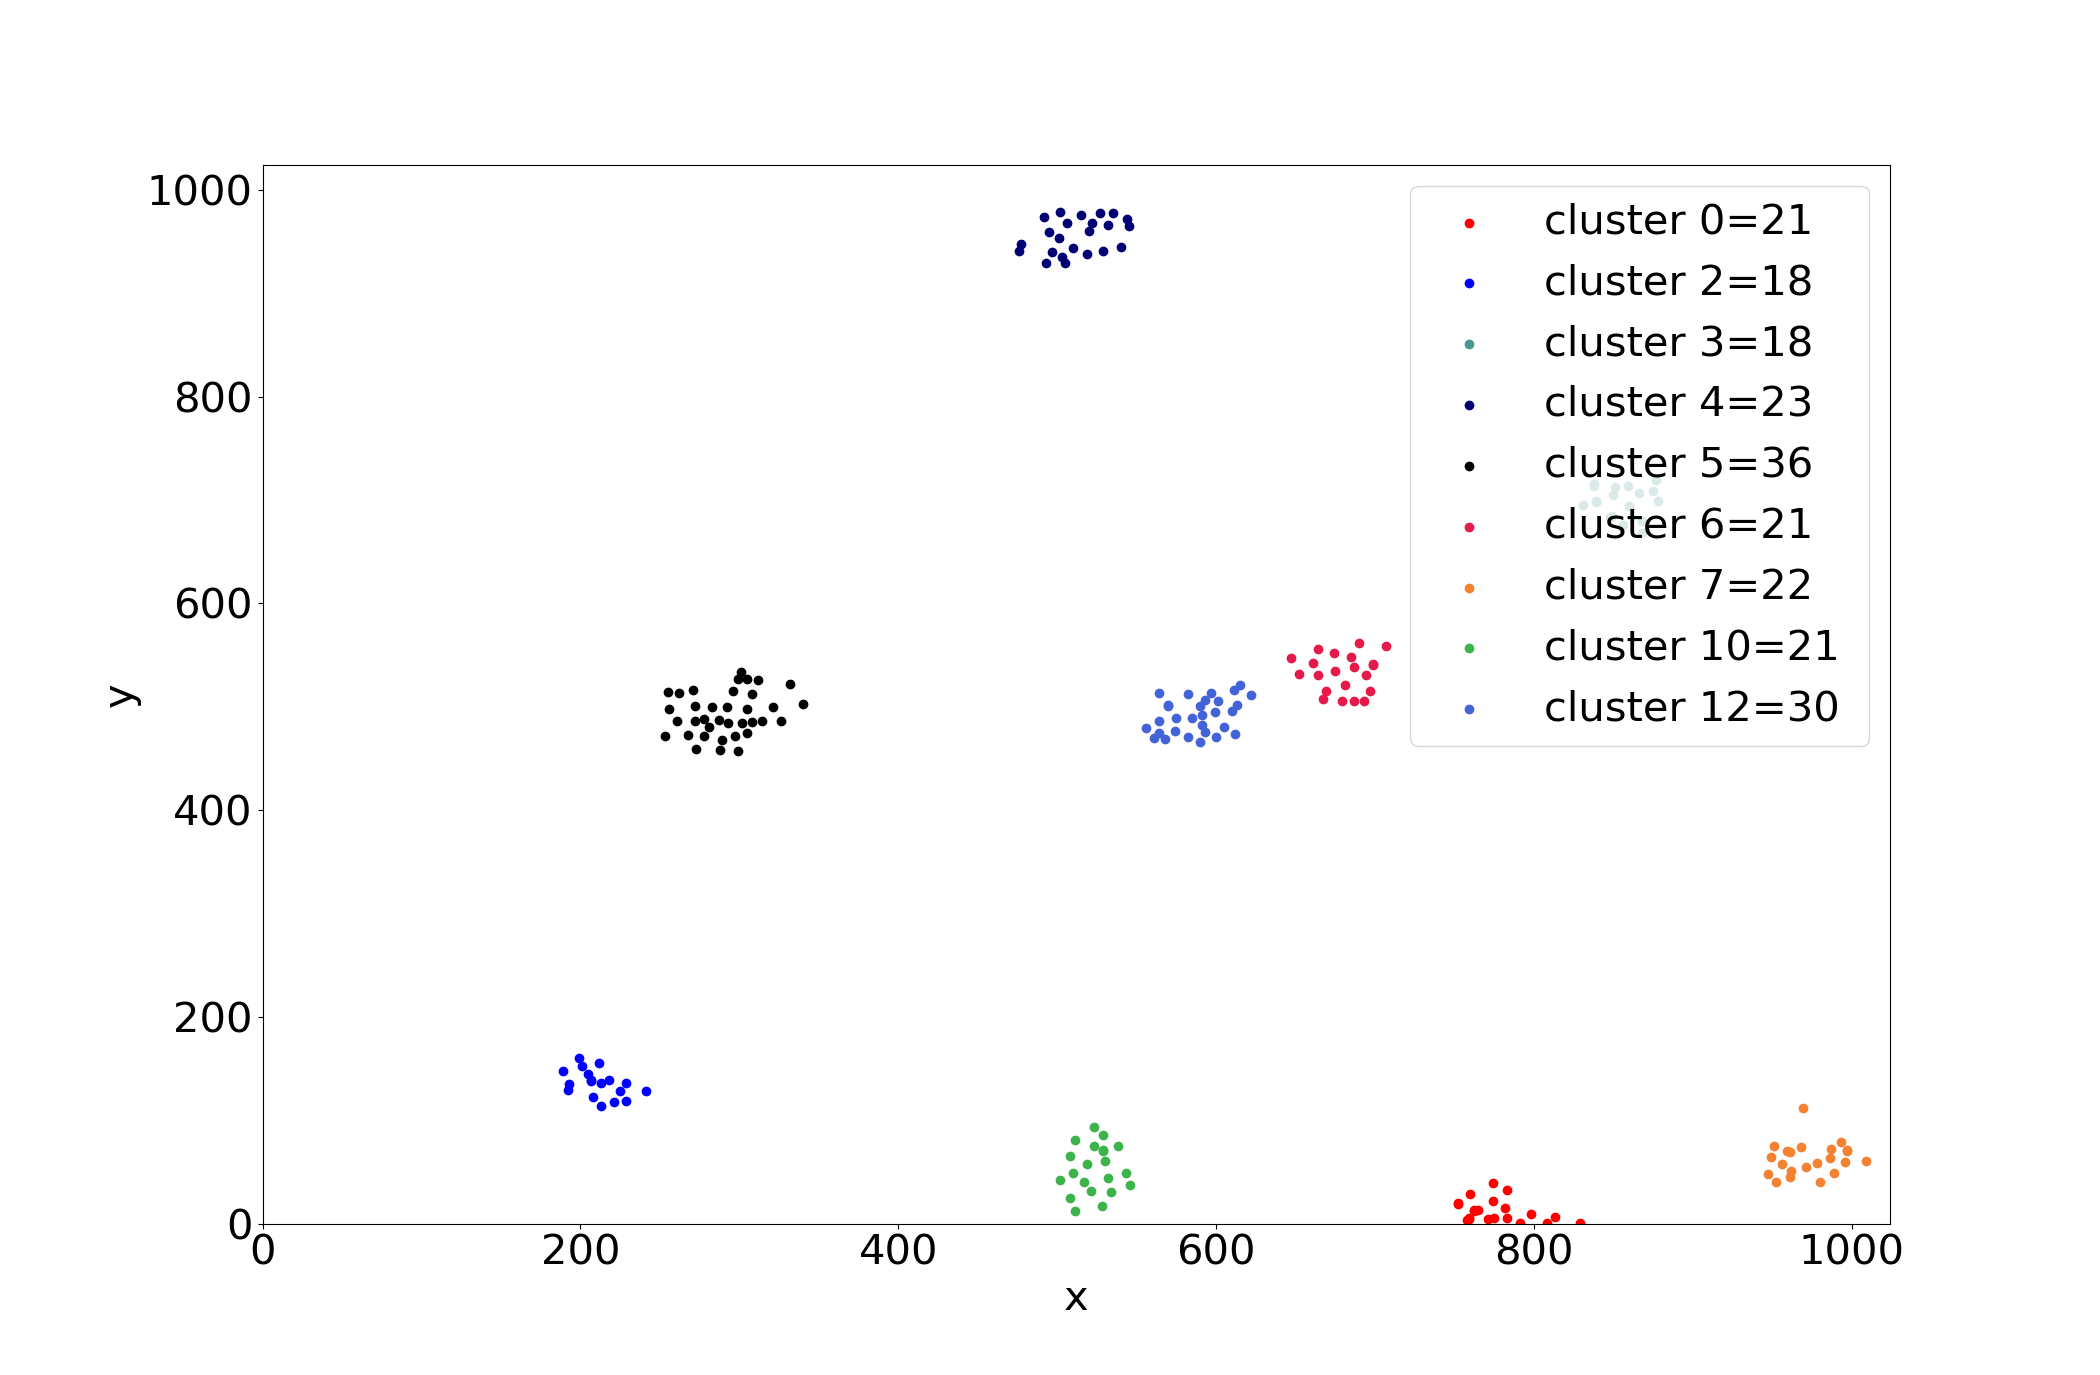 1000
800
600
400
200
0
y
cluster 0=21
cluster 2=18
cluster 3=18
cluster 4=23
cluster 5=36
cluster 6=21
cluster 7=22
cluster 10=21
cluster 12=30
0 200 400 600 800 1000
x